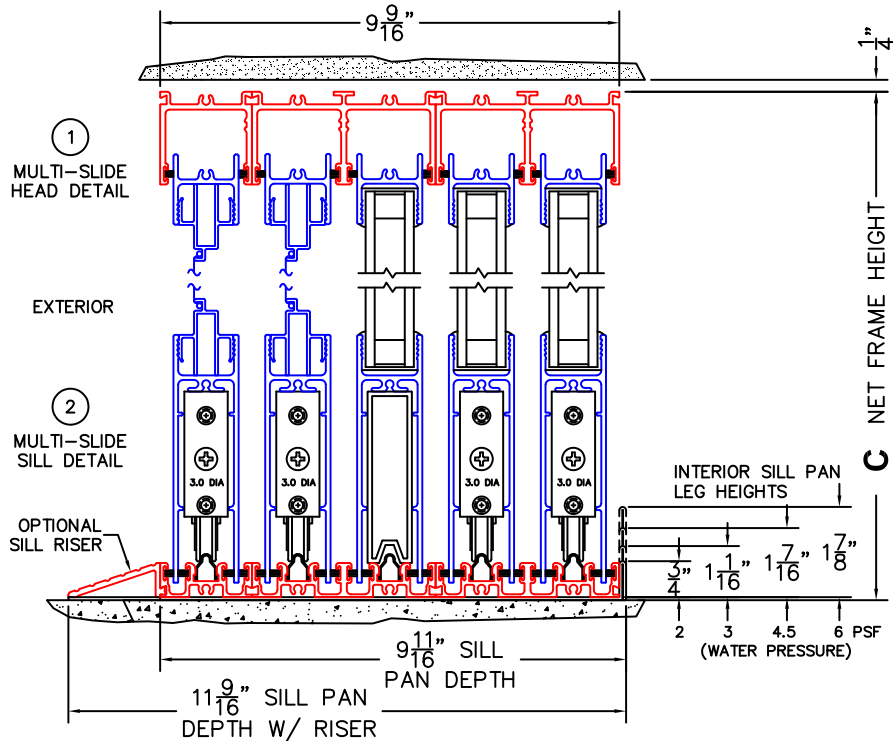 9 9/16"
1/4"
1
MULTI-SLIDE
HEAD DETAIL
EXTERIOR
NET FRAME HEIGHT
C
2
MULTI-SLIDE
SILL DETAIL
3.0 DIA
3.0 DIA
3.0 DIA
3.0 DIA
INTERIOR SILL PAN
LEG HEIGHTS
OPTIONAL
SILL RISER
3/4"
1 1/16"
1 7/16"
1 7/8"
2 3 4.5 6 PSF
(WATER PRESSURE)
9 11/16" SILL
PAN DEPTH
11 9/16" SILL PAN
DEPTH W/ RISER